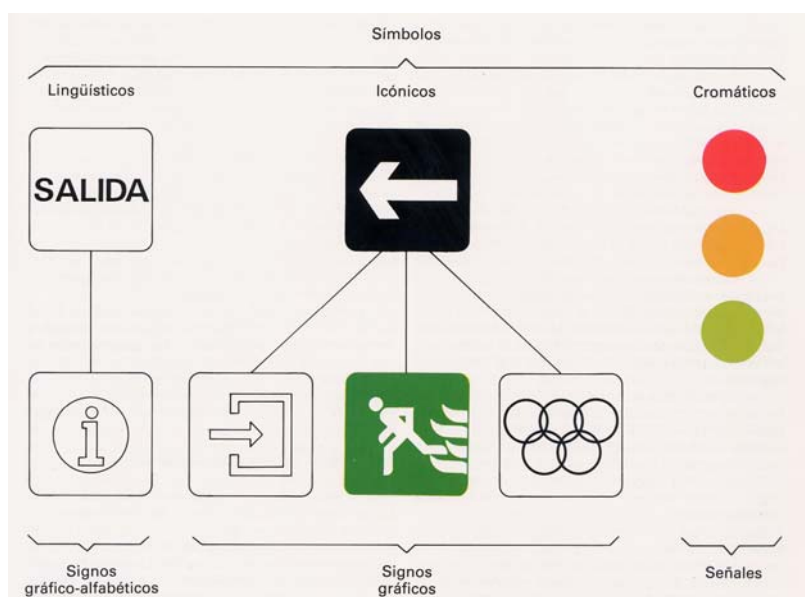 Símbolos
Lingüísticos
Icónicos
Cromáticos
SALIDA
i
Signos
gráfico-alfabéticos
Signos
gráficos
Señales